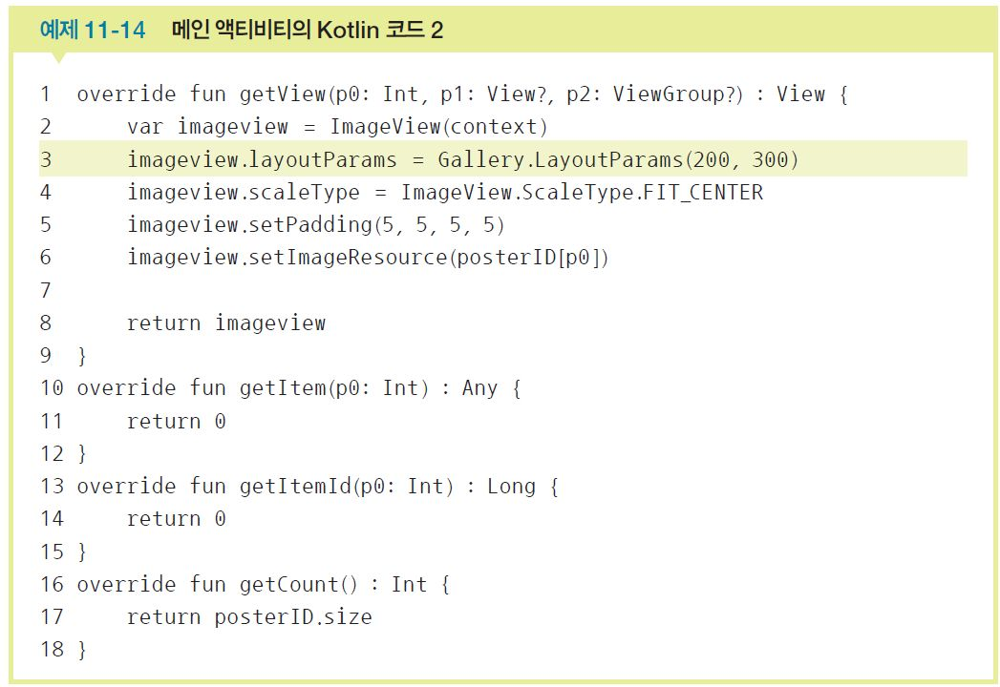 예제 11-14 메인 액티비티의 Kotlin 코드 2
1 override fun getView(p0: Int, p1: View?, p2: ViewGroup?) : View {
2     var imageview = ImageView(context)
3     imageview.layoutParams = Gallery.LayoutParams(200, 300)
4     imageview.scaleType = ImageView.ScaleType.FIT_CENTER
5     imageview.setPadding(5, 5, 5, 5)
6     imageview.setImageResource(posterID[p0])
7
8     return imageview
9 }
10 override fun getItem(p0: Int) : Any {
11     return 0
12 }
13 override fun getItemId(p0: Int) : Long {
14     return 0
15 }
16 override fun getCount() : Int {
17     return posterID.size
18 }